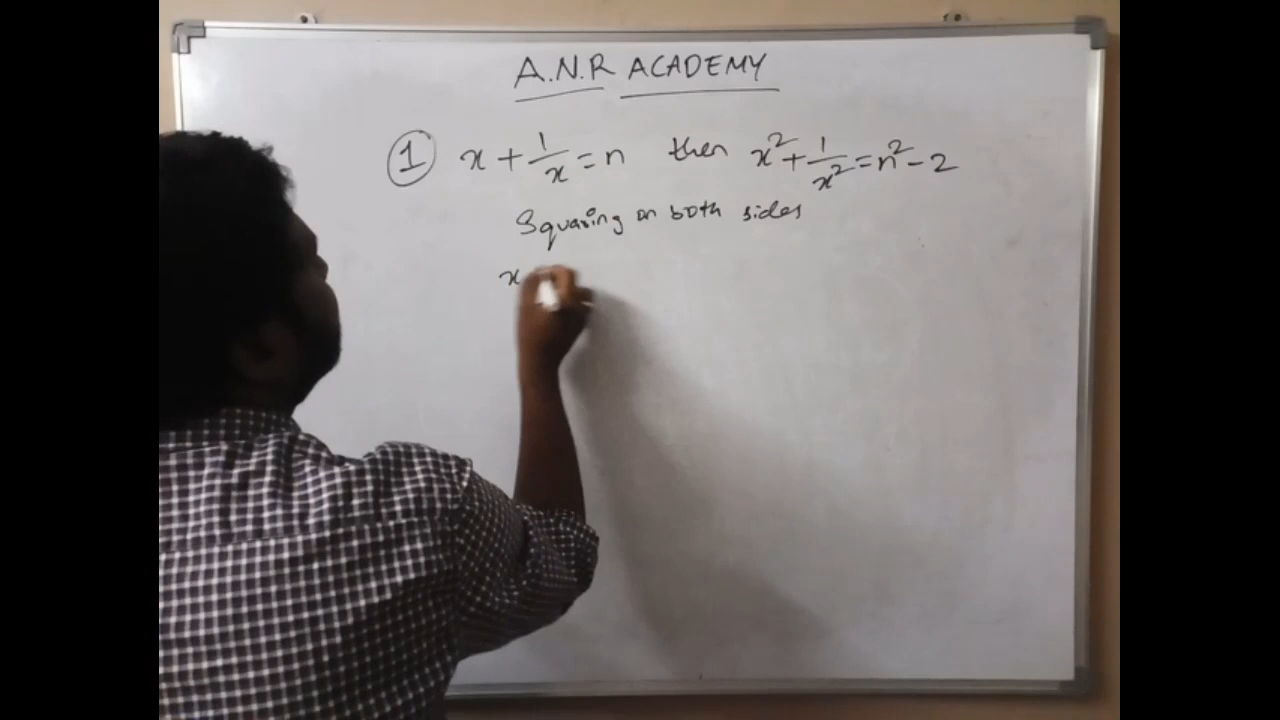 A.N.R ACADEMY
① x + 1/x = n then x² + 1/x² = n² - 2
Squaring on both sides
x